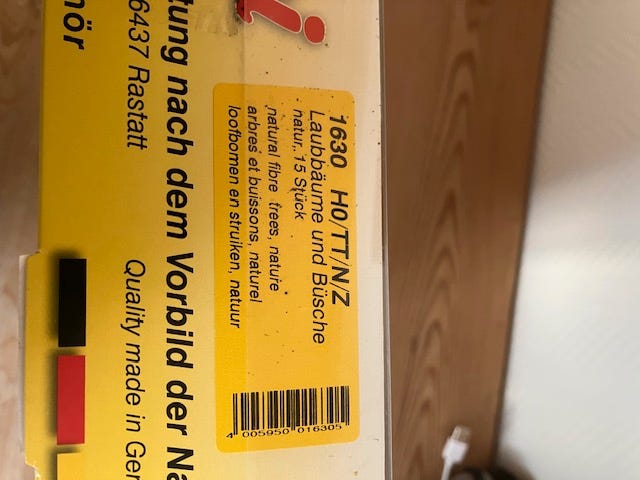 i
1630 H0/TT/N/Z
Laubbäume und Büsche
natur, 15 Stück
natural fibre trees, nature
arbres et buissons, naturel
loofbomen en struiken, natuur
4 005950 016305
tung nach dem Vorbild der Na
6437 Rastatt
Quality made in Ger
hör